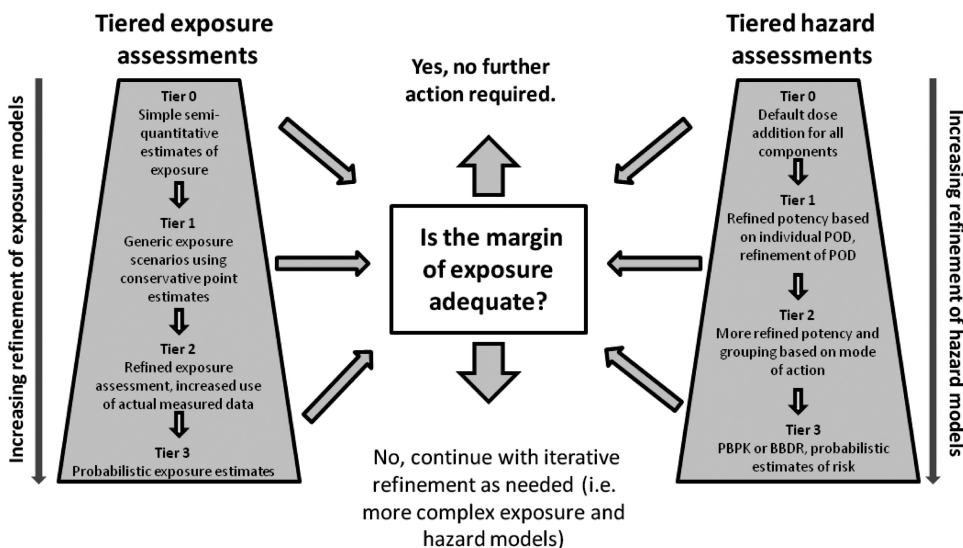 Tiered exposure
assessments
Increasing refinement of exposure models
Tier 0
Simple semi-
quantitative
estimates of
exposure
Tier 1
Generic exposure
scenarios using
conservative point
estimates
Tier 2
Refined exposure
assessment, increased use
of actual measured data
Tier 3
Probabilistic exposure estimates
Yes, no further
action required.
Is the margin
of exposure
adequate?
No, continue with iterative
refinement as needed (i.e.
more complex exposure and
hazard models)
Tiered hazard
assessments
Tier 0
Default dose
addition for all
components
Tier 1
Refined potency based
on individual POD,
refinement of POD
Tier 2
More refined potency and
grouping based on mode
of action
Tier 3
PBPK or BBDR, probabilistic
estimates of risk
Increasing refinement of hazard models